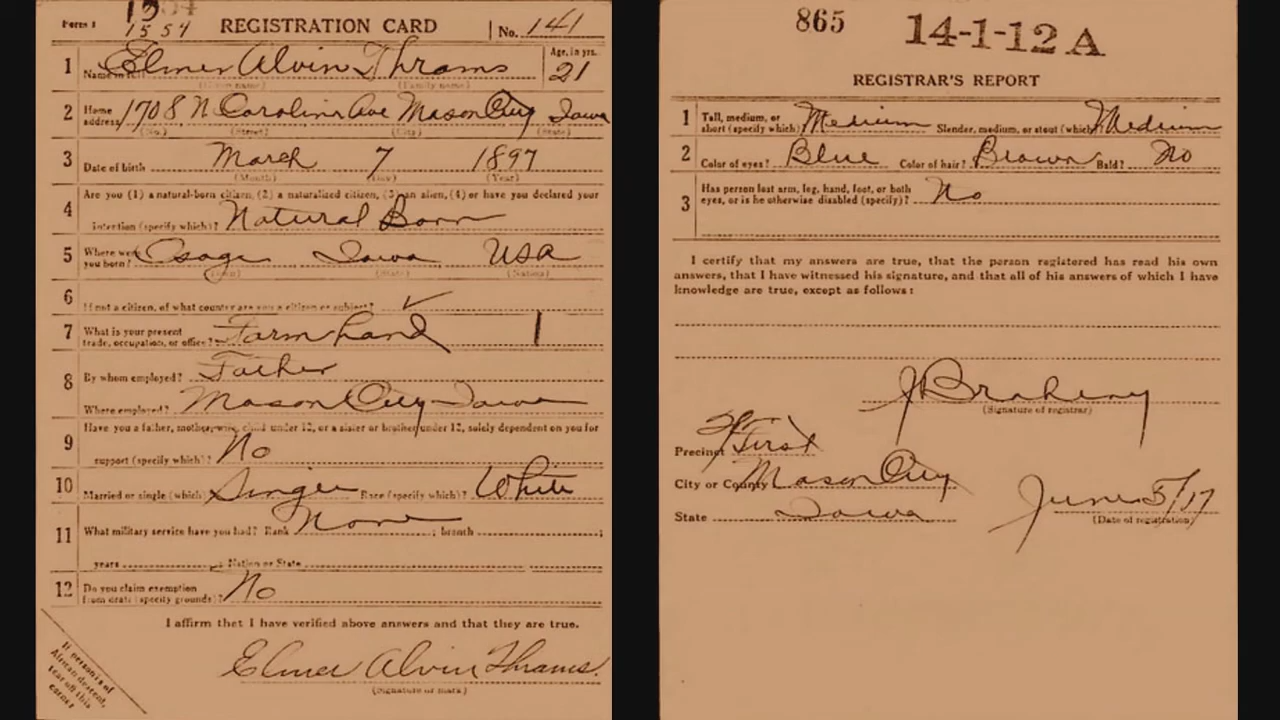 Form 1 1554 REGISTRATION CARD No. 141
1 Name in full Elmer Alvin Thrams Age, in yrs. 21
(Given name) (Family name)
2 Home address 1708 N Carolina Ave Mason City Iowa
(No.) (Street) (City) (State)
3 Date of birth March 7 1897
(Month) (Day) (Year)
Are you (1) a natural-born citizen, (2) a naturalized citizen, (3) an alien, (4) or have you declared your
4 intention (specify which)? Natural Born
5 Where were you born? Osage Iowa USA
(Town) (State) (Nation)
6 If not a citizen, of what country are you a citizen or subject?
7 What is your present trade, occupation, or office? Farm hand 1
8 By whom employed? Father
Where employed? Mason City Iowa
Have you a father, mother, wife, child under 12, or a sister or brother under 12, solely dependent on you for
9 support (specify which)? No
10 Married or single (which)? Single Race (specify which)? White
11 What military service have you had? Rank None ; branch ;
years ; Nation or State
12 Do you claim exemption from draft (specify grounds)? No
I affirm that I have verified above answers and that they are true.
Elmer Alvin Thrams.
(Signature or mark)
If person is of
African descent,
tear off this
corner
865 14-1-12 A
REGISTRAR'S REPORT
1 Tall, medium, or short (specify which)? Medium Slender, medium, or stout (which)? Medium
2 Color of eyes? Blue Color of hair? Brown Bald? No
3 Has person lost arm, leg, hand, foot, or both
eyes, or is he otherwise disabled (specify)? No
I certify that my answers are true, that the person registered has read his own
answers, that I have witnessed his signature, and that all of his answers of which I have
knowledge are true, except as follows:
(Signature of registrar)
Precinct First
City or County Mason City
State Iowa June 5/17
(Date of registration)